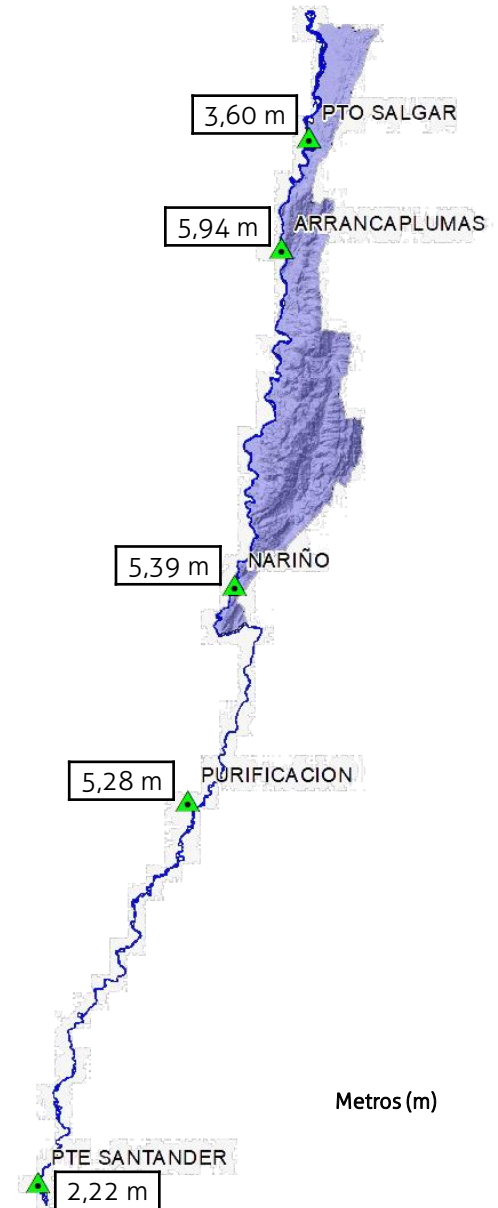 PTO SALGAR
3,60 m
ARRANCAPLUMAS
5,94 m
NARIÑO
5,39 m
PURIFICACION
5,28 m
Metros (m)
PTE SANTANDER
2,22 m